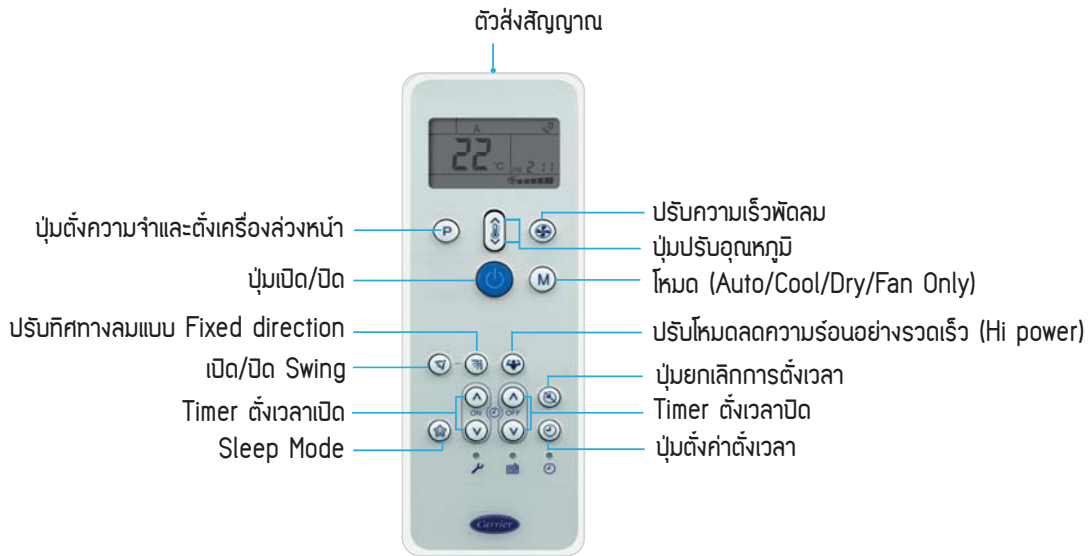 ตัวส่งสัญญาณ
A
22 °C PM 2 11
ปุ่มตั้งความจำและตั้งเครื่องล่วงหน้า
P
ปรับความเร็วพัดลม
ปุ่มปรับอุณหภูมิ
ปุ่มเปิด/ปิด
M
โหมด (Auto/Cool/Dry/Fan Only)
ปรับทิศทางลมแบบ Fixed direction
ปรับโหมดลดความร้อนอย่างรวดเร็ว (Hi power)
เปิด/ปิด Swing
ปุ่มยกเลิกการตั้งเวลา
Timer ตั้งเวลาเปิด
ON
OFF
Timer ตั้งเวลาปิด
Sleep Mode
ปุ่มตั้งค่าตั้งเวลา
Carrier